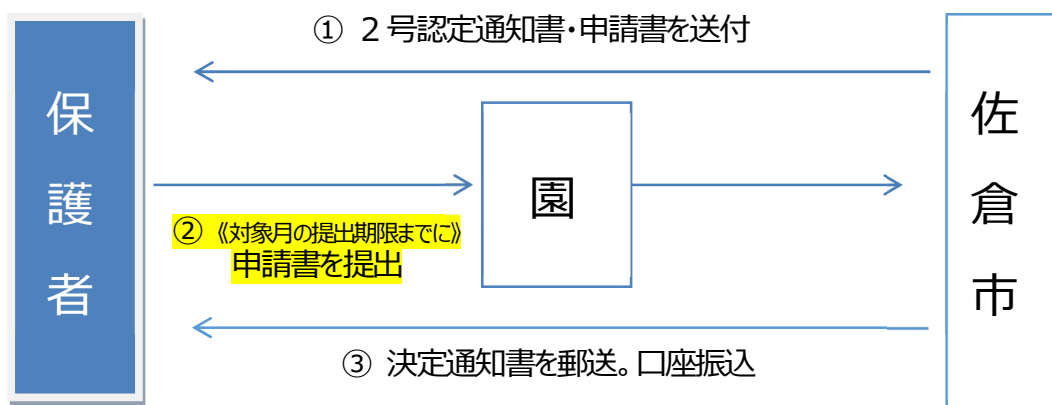 ① ２号認定通知書・申請書を送付
保護者
園
佐倉市
② 《対象月の提出期限までに》
申請書を提出
③ 決定通知書を郵送。口座振込